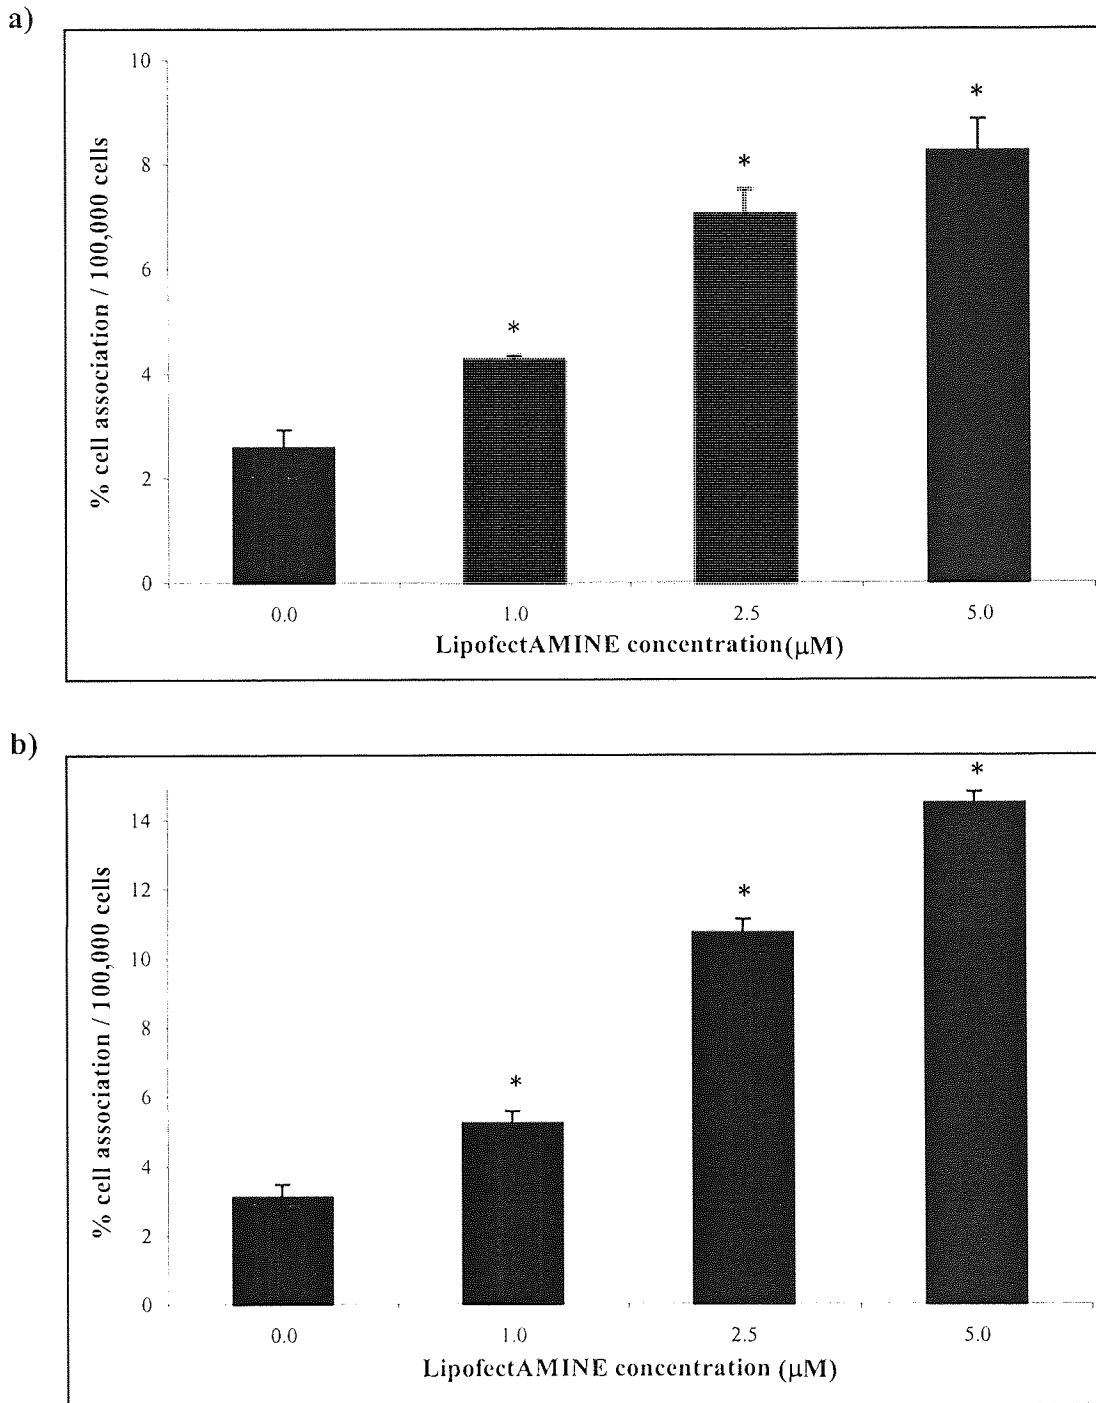 a)
10
8
6
4
2
0
% cell association / 100,000 cells
*
*
*
0.0 1.0 2.5 5.0
LipofectAMINE concentration(μM)
b)
14
12
10
8
6
4
2
0
% cell association / 100,000 cells
*
*
*
0.0 1.0 2.5 5.0
LipofectAMINE concentration (μM)